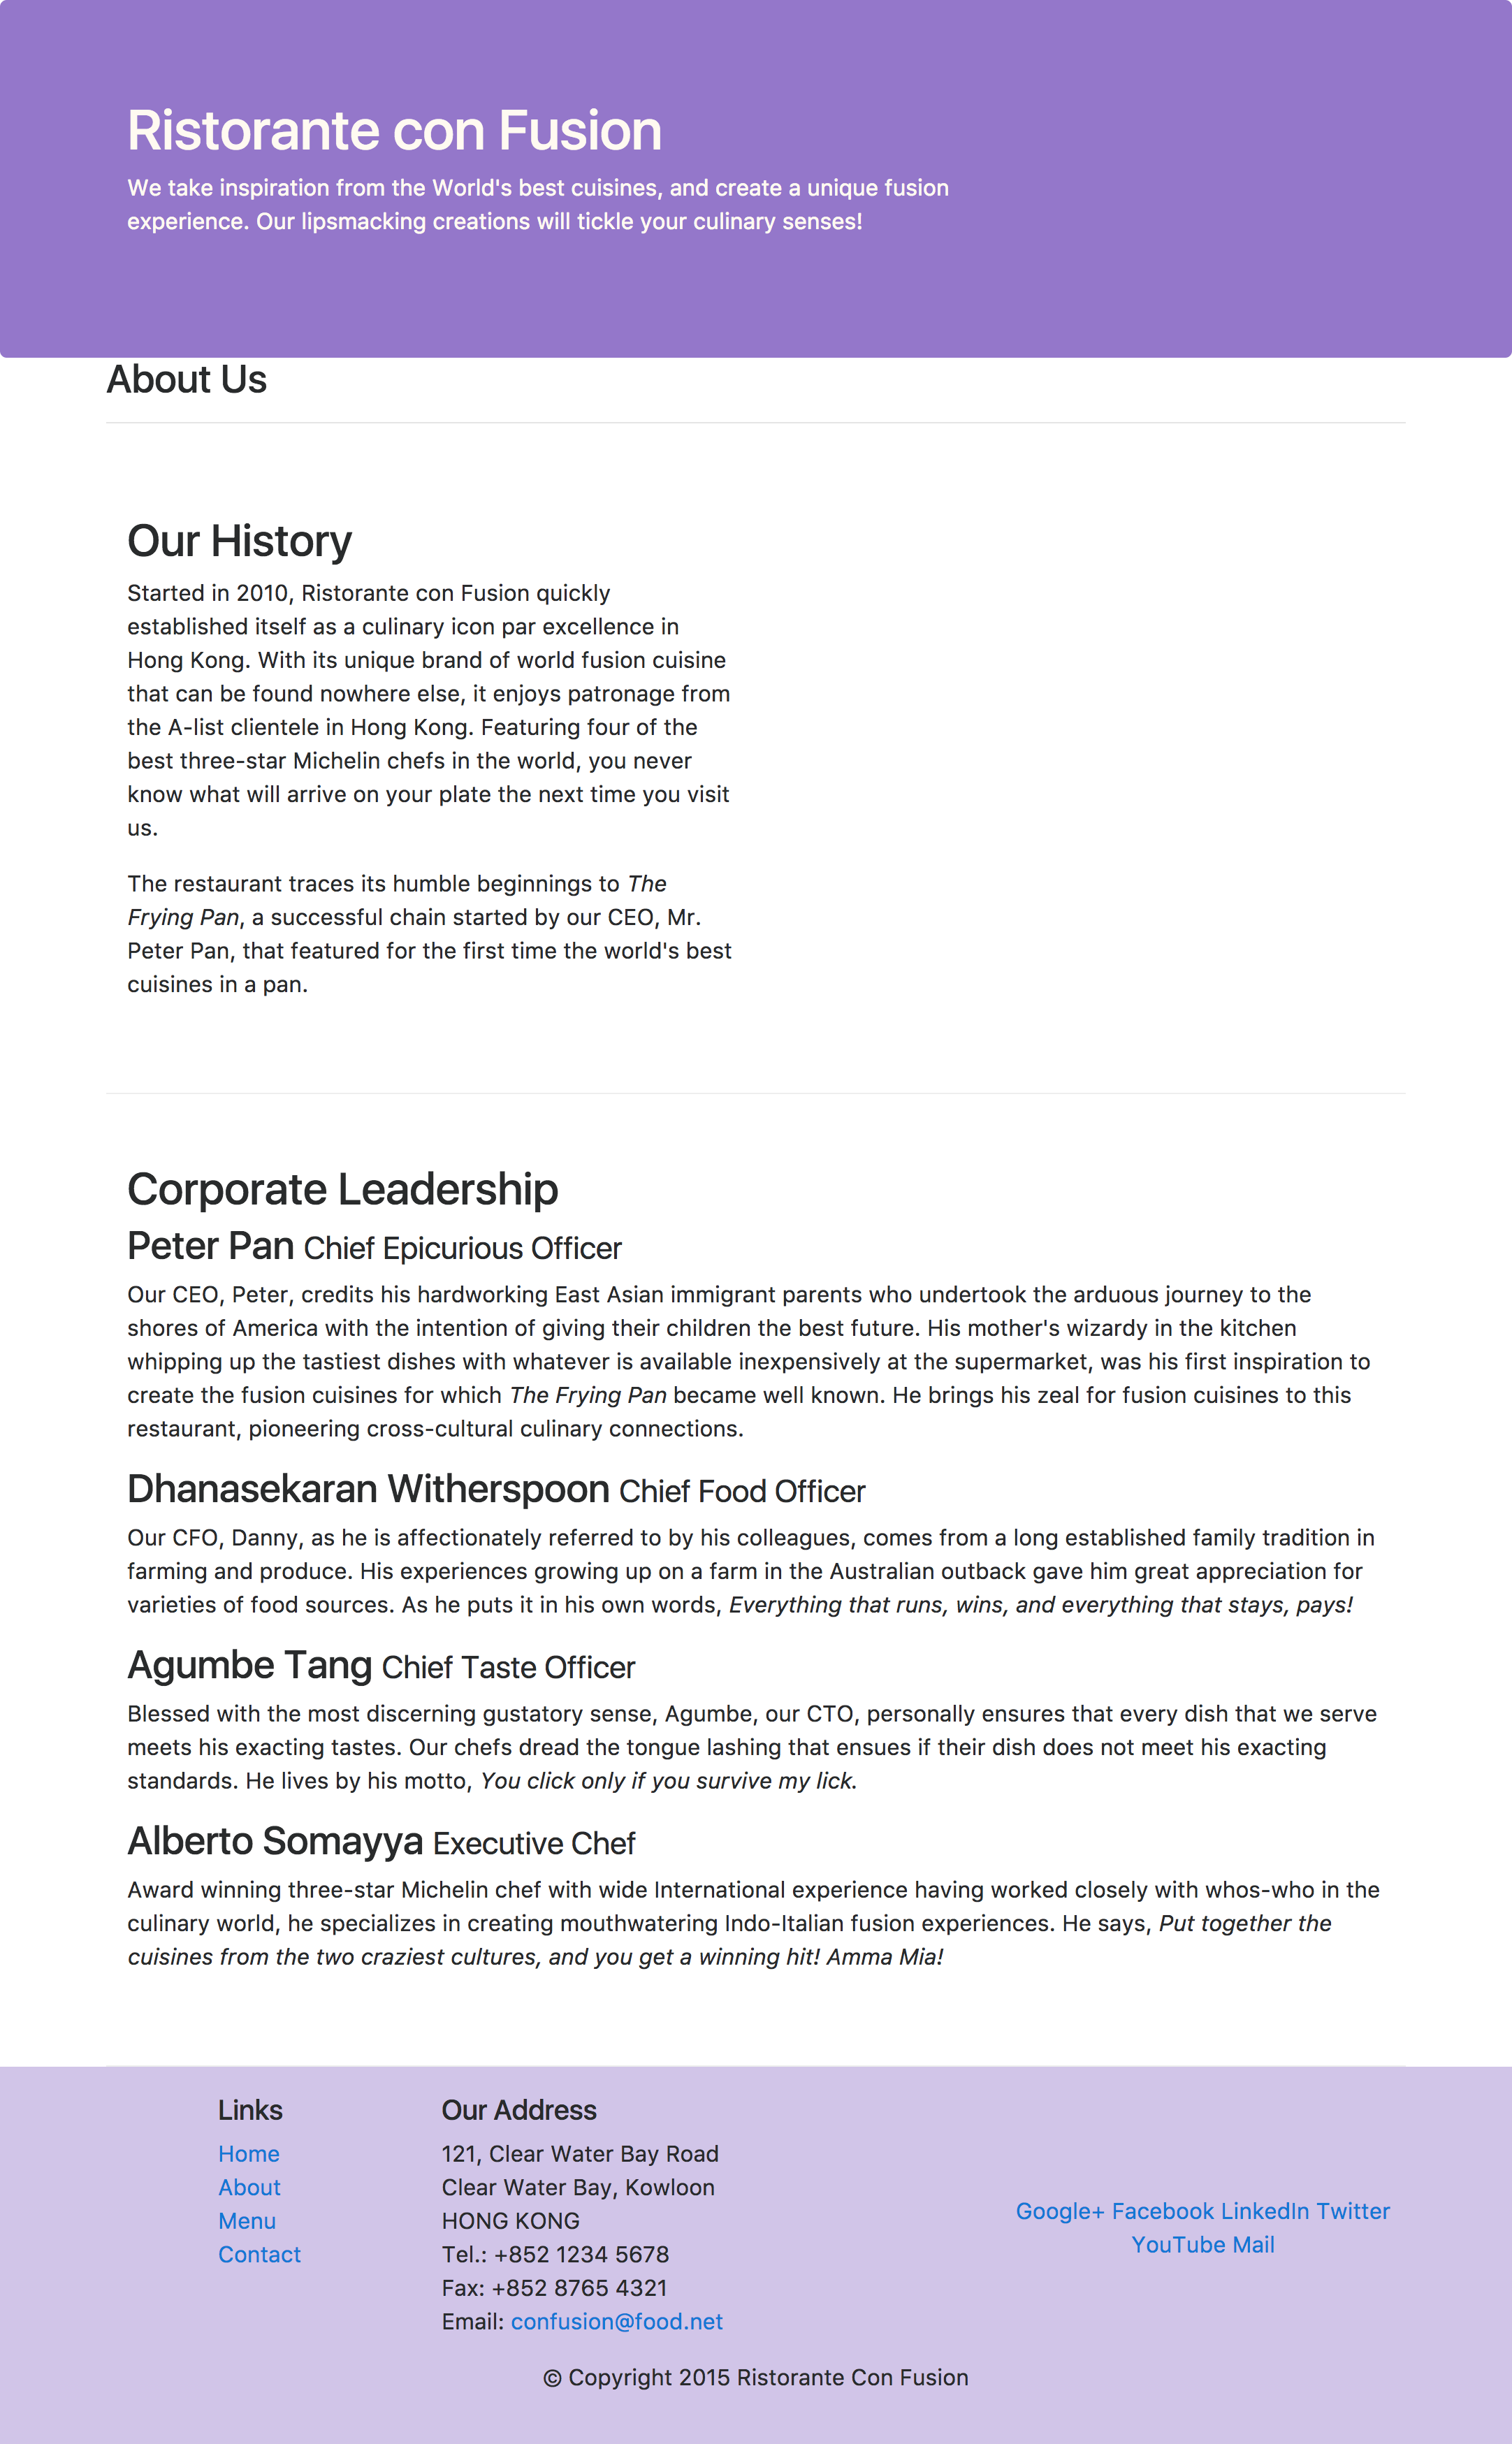 Ristorante con Fusion
We take inspiration from the World's best cuisines, and create a unique fusion
experience. Our lipsmacking creations will tickle your culinary senses!
About Us
Our History
Started in 2010, Ristorante con Fusion quickly
established itself as a culinary icon par excellence in
Hong Kong. With its unique brand of world fusion cuisine
that can be found nowhere else, it enjoys patronage from
the A-list clientele in Hong Kong. Featuring four of the
best three-star Michelin chefs in the world, you never
know what will arrive on your plate the next time you visit
us.
The restaurant traces its humble beginnings to The
Frying Pan, a successful chain started by our CEO, Mr.
Peter Pan, that featured for the first time the world's best
cuisines in a pan.
Corporate Leadership
Peter Pan Chief Epicurious Officer
Our CEO, Peter, credits his hardworking East Asian immigrant parents who undertook the arduous journey to the
shores of America with the intention of giving their children the best future. His mother's wizardy in the kitchen
whipping up the tastiest dishes with whatever is available inexpensively at the supermarket, was his first inspiration to
create the fusion cuisines for which The Frying Pan became well known. He brings his zeal for fusion cuisines to this
restaurant, pioneering cross-cultural culinary connections.
Dhanasekaran Witherspoon Chief Food Officer
Our CFO, Danny, as he is affectionately referred to by his colleagues, comes from a long established family tradition in
farming and produce. His experiences growing up on a farm in the Australian outback gave him great appreciation for
varieties of food sources. As he puts it in his own words, Everything that runs, wins, and everything that stays, pays!
Agumbe Tang Chief Taste Officer
Blessed with the most discerning gustatory sense, Agumbe, our CTO, personally ensures that every dish that we serve
meets his exacting tastes. Our chefs dread the tongue lashing that ensues if their dish does not meet his exacting
standards. He lives by his motto, You click only if you survive my lick.
Alberto Somayya Executive Chef
Award winning three-star Michelin chef with wide International experience having worked closely with whos-who in the
culinary world, he specializes in creating mouthwatering Indo-Italian fusion experiences. He says, Put together the
cuisines from the two craziest cultures, and you get a winning hit! Amma Mia!
Links
Home
About
Menu
Contact
Our Address
121, Clear Water Bay Road
Clear Water Bay, Kowloon
HONG KONG
Tel.: +852 1234 5678
Fax: +852 8765 4321
Email: confusion@food.net
Google+ Facebook LinkedIn Twitter
YouTube Mail
© Copyright 2015 Ristorante Con Fusion